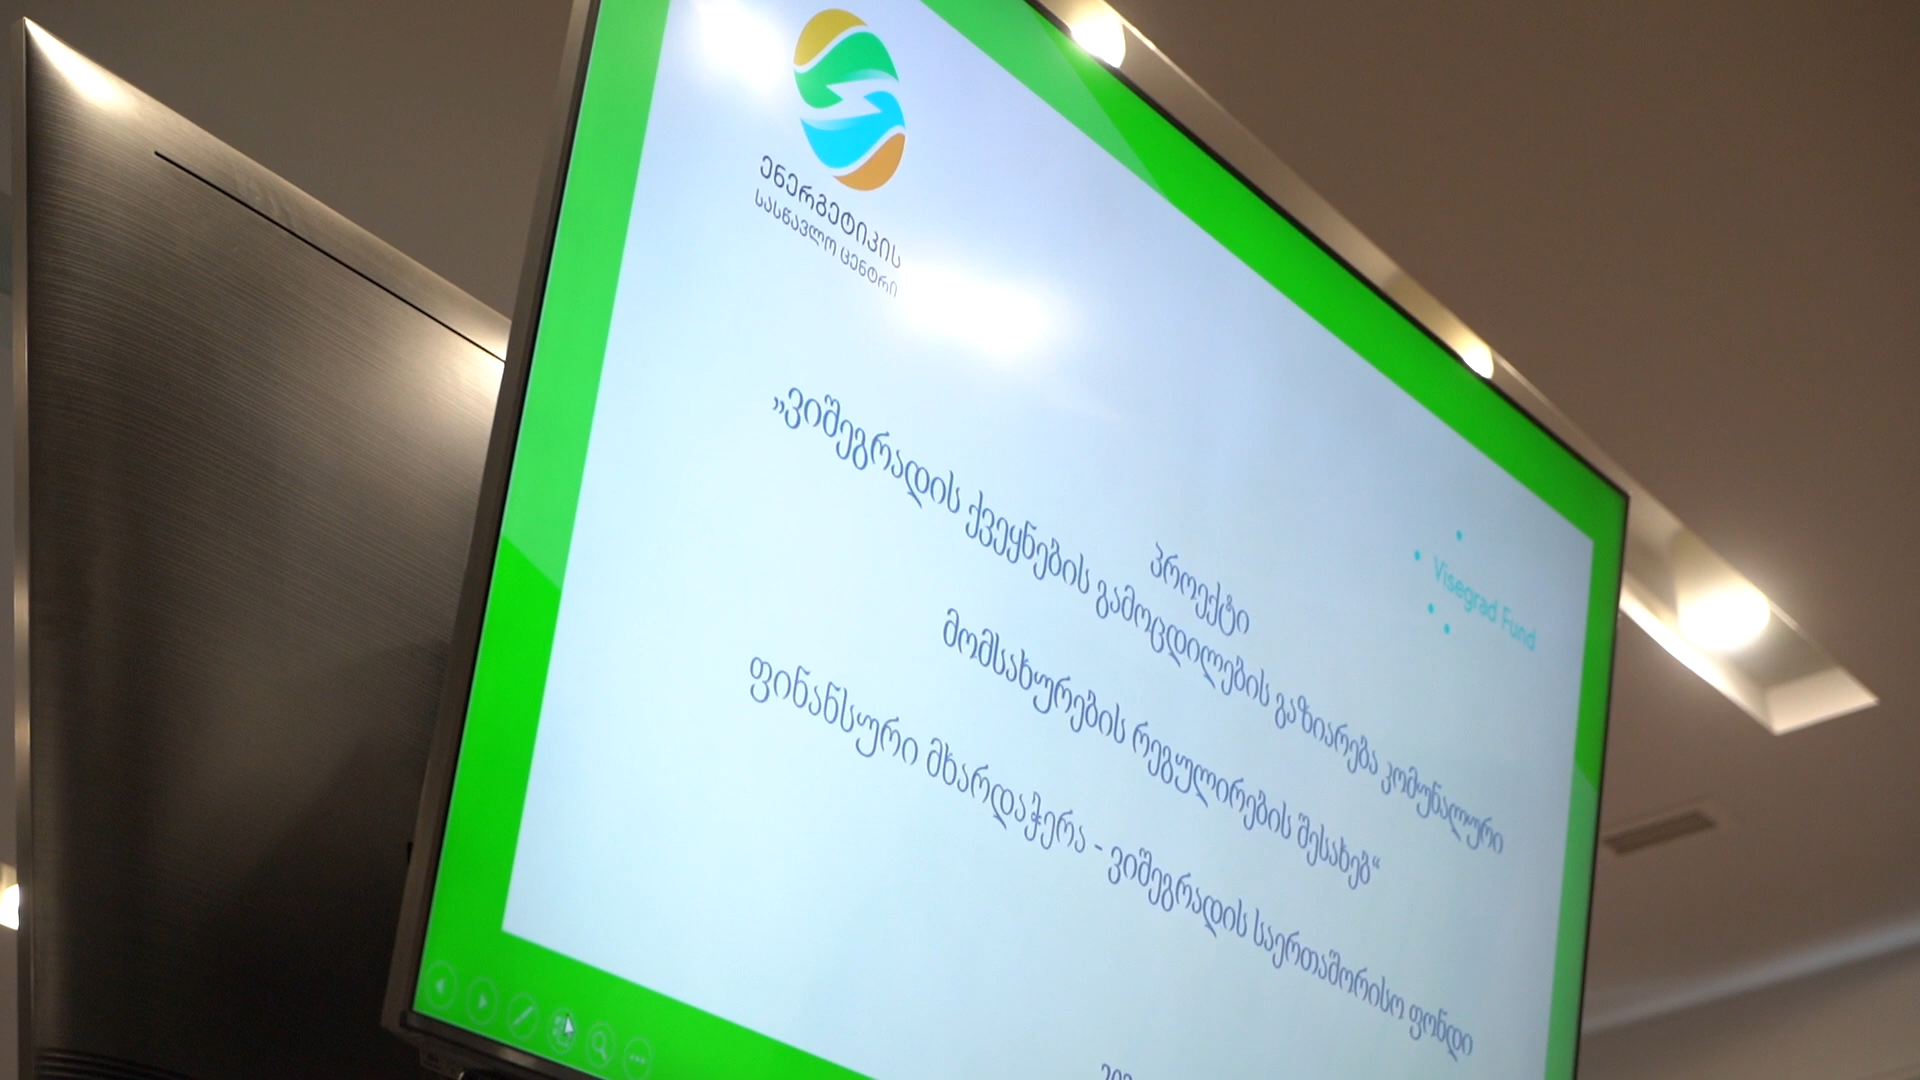 ენერგეტიკის
სასწავლო ცენტრი
Visegrad Fund
პროექტი
„ვიშეგრადის ქვეყნების გამოცდილების გაზიარება კომუნალური
მომსახურების რეგულირების შესახებ“
ფინანსური მხარდაჭერა - ვიშეგრადის საერთაშორისო ფონდი